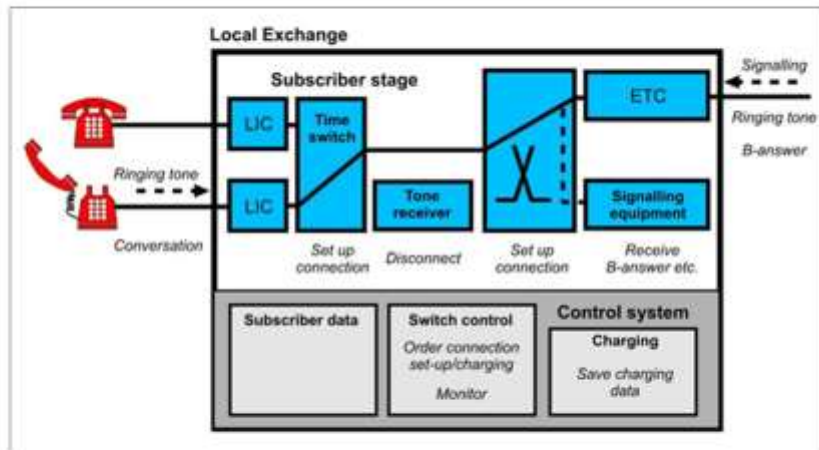 Local Exchange
Subscriber stage
Signalling
LIC
Time
switch
ETC
Ringing tone
B-answer
Ringing tone
LIC
Tone
receiver
Signalling
equipment
Conversation
Set up
connection
Disconnect
Set up
connection
Receive
B-answer etc.
Control system
Subscriber data
Switch control
Order connection
set-up/charging
Monitor
Charging
Save charging
data